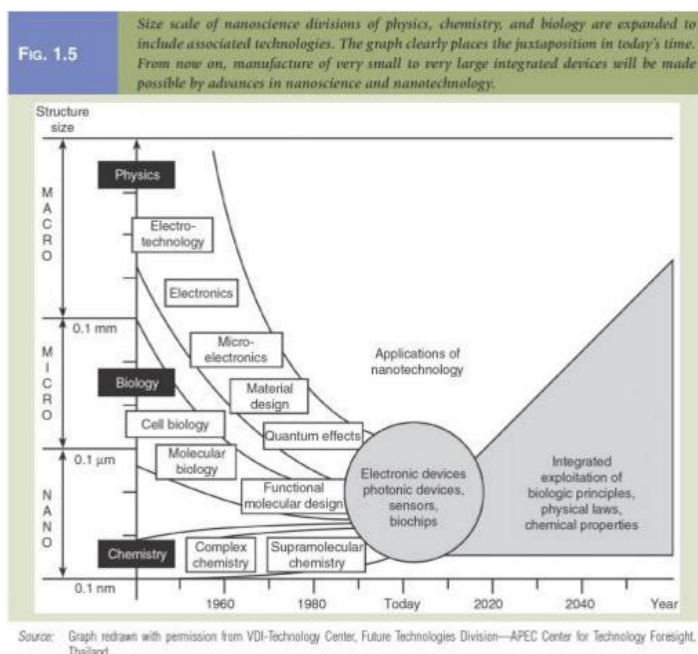 FIG. 1.5
Size scale of nanoscience divisions of physics, chemistry, and biology are expanded to
include associated technologies. The graph clearly places the juxtaposition in today's time.
From now on, manufacture of very small to very large integrated devices will be made
possible by advances in nanoscience and nanotechnology.
Structure
size
MACRO
Physics
Electro-
technology
Electronics
0.1 mm
MICRO
Micro-
electronics
Applications of
nanotechnology
Biology
Material
design
Cell biology
Quantum effects
0.1 μm
NANO
Molecular
biology
Functional
molecular design
Electronic devices
photonic devices,
sensors,
biochips
Integrated
exploitation of
biologic principles,
physical laws,
chemical properties
Chemistry
Complex
chemistry
Supramolecular
chemistry
0.1 nm
1960 1980 Today 2020 2040 Year
Source: Graph redrawn with permission from VDI-Technology Center, Future Technologies Division—APEC Center for Technology Foresight,
Thailand.